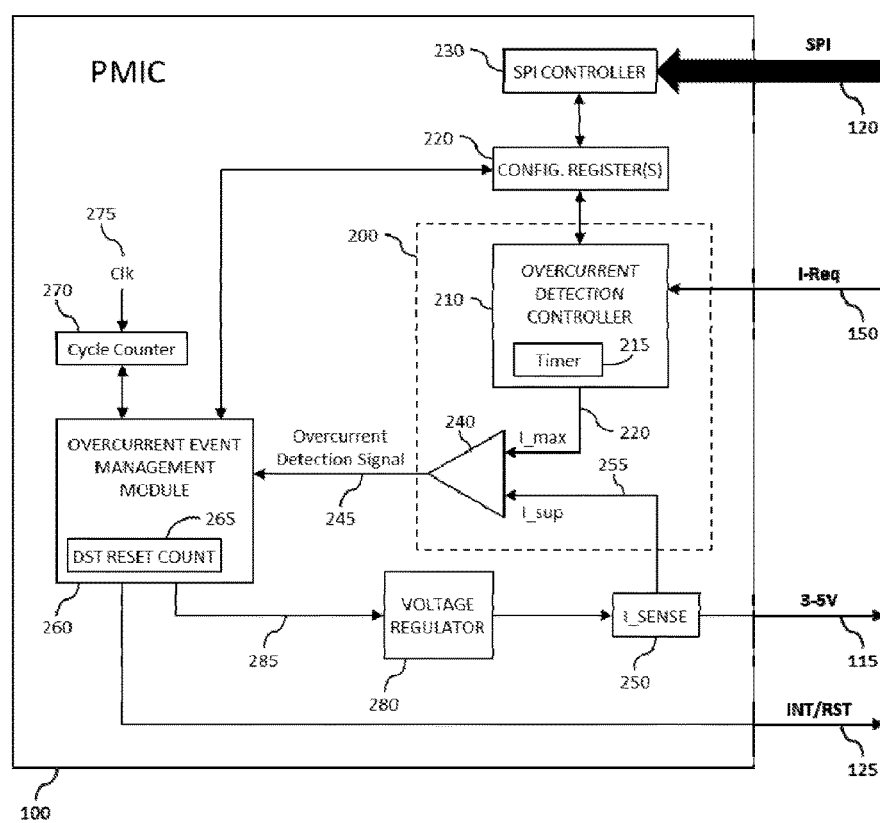 PMIC
230
SPI CONTROLLER
SPI
120
220
CONFIG. REGISTER(S)
275
Clk
200
270
Cycle Counter
210
OVERCURRENT
DETECTION
CONTROLLER
215
Timer
I-Req
150
240
I_max
220
OVERCURRENT EVENT
MANAGEMENT
MODULE
Overcurrent
Detection Signal
245
255
I_sup
265
DST RESET COUNT
260
285
VOLTAGE
REGULATOR
280
I_SENSE
250
3-5V
115
INT/RST
125
100